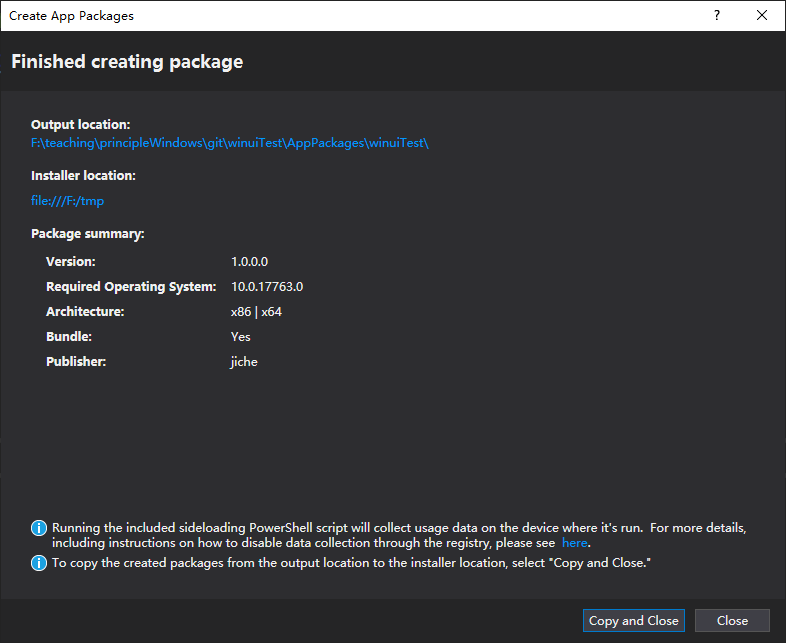 Create App Packages
?
Finished creating package
Output location:
F:\teaching\principleWindows\git\winuiTest\AppPackages\winuiTest\
Installer location:
file:///F:/tmp
Package summary:
Version: 1.0.0.0
Required Operating System: 10.0.17763.0
Architecture: x86 | x64
Bundle: Yes
Publisher: jiche
Running the included sideloading PowerShell script will collect usage data on the device where it's run.  For more details,
including instructions on how to disable data collection through the registry, please see here.
To copy the created packages from the output location to the installer location, select "Copy and Close."
Copy and Close Close